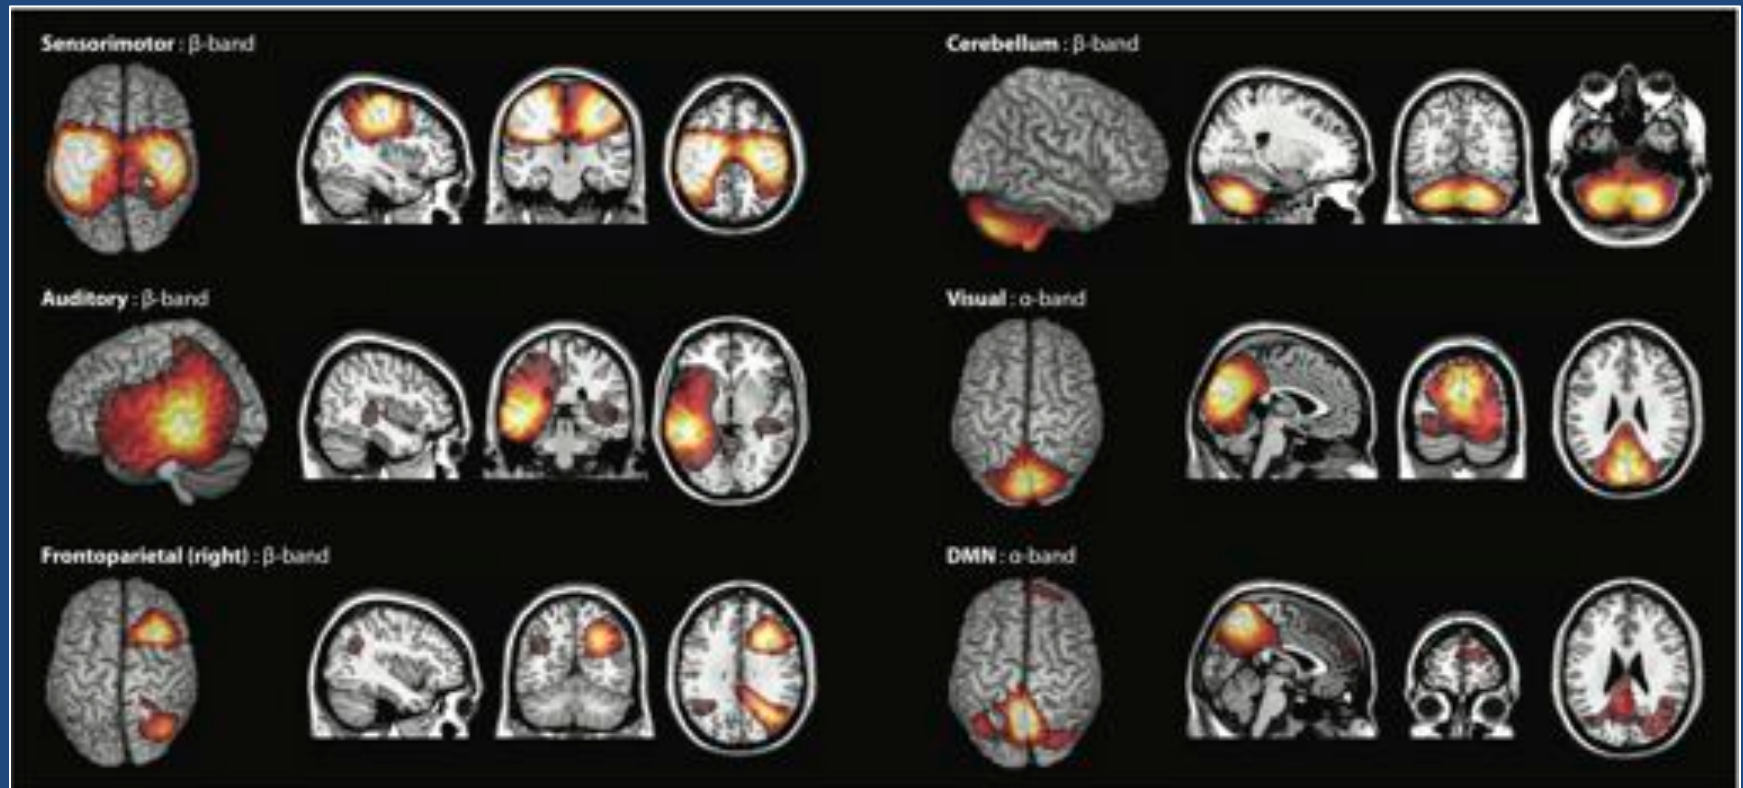 Sensorimotor : β-band
Cerebellum : β-band
Auditory : β-band
Visual : α-band
Frontoparietal (right) : β-band
DMN : α-band